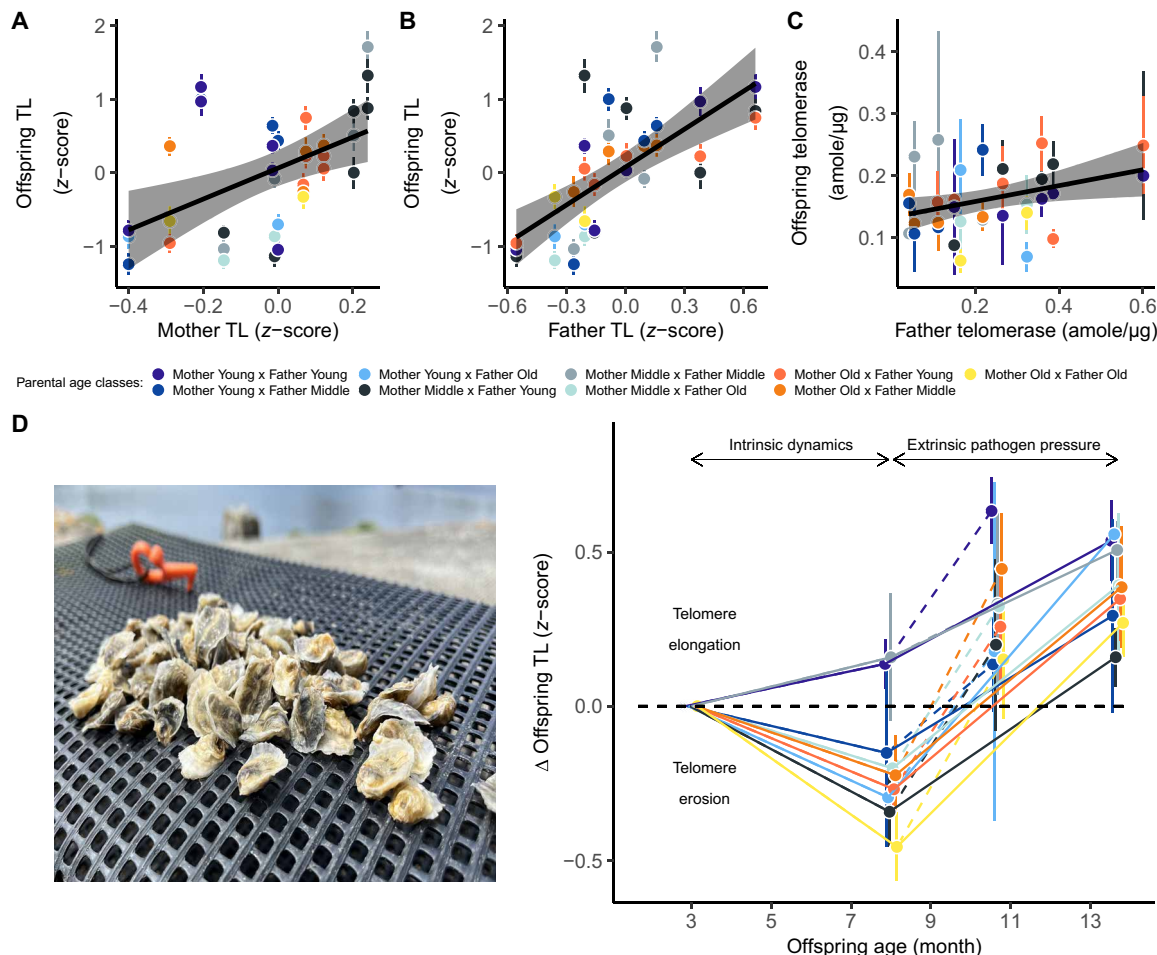 A
B
C
Offspring TL
(z−score)
2
1
0
−1
−0.4
−0.2
0.0
0.2
Mother TL (z−score)
Offspring TL
(z−score)
2
1
0
−1
−0.6
−0.3
0.0
0.3
0.6
Father TL (z−score)
Offspring telomerase
(amole/µg)
0.4
0.3
0.2
0.1
0.2
0.4
0.6
Father telomerase (amole/µg)
Parental age classes:
Mother Young x Father Young
Mother Young x Father Old
Mother Middle x Father Middle
Mother Old x Father Young
Mother Old x Father Old
Mother Young x Father Middle
Mother Middle x Father Young
Mother Middle x Father Old
Mother Old x Father Middle
D
Δ Offspring TL (z−score)
Intrinsic dynamics
Extrinsic pathogen pressure
0.5
Telomere
elongation
0.0
Telomere
erosion
−0.5
3
5
7
9
11
13
Offspring age (month)